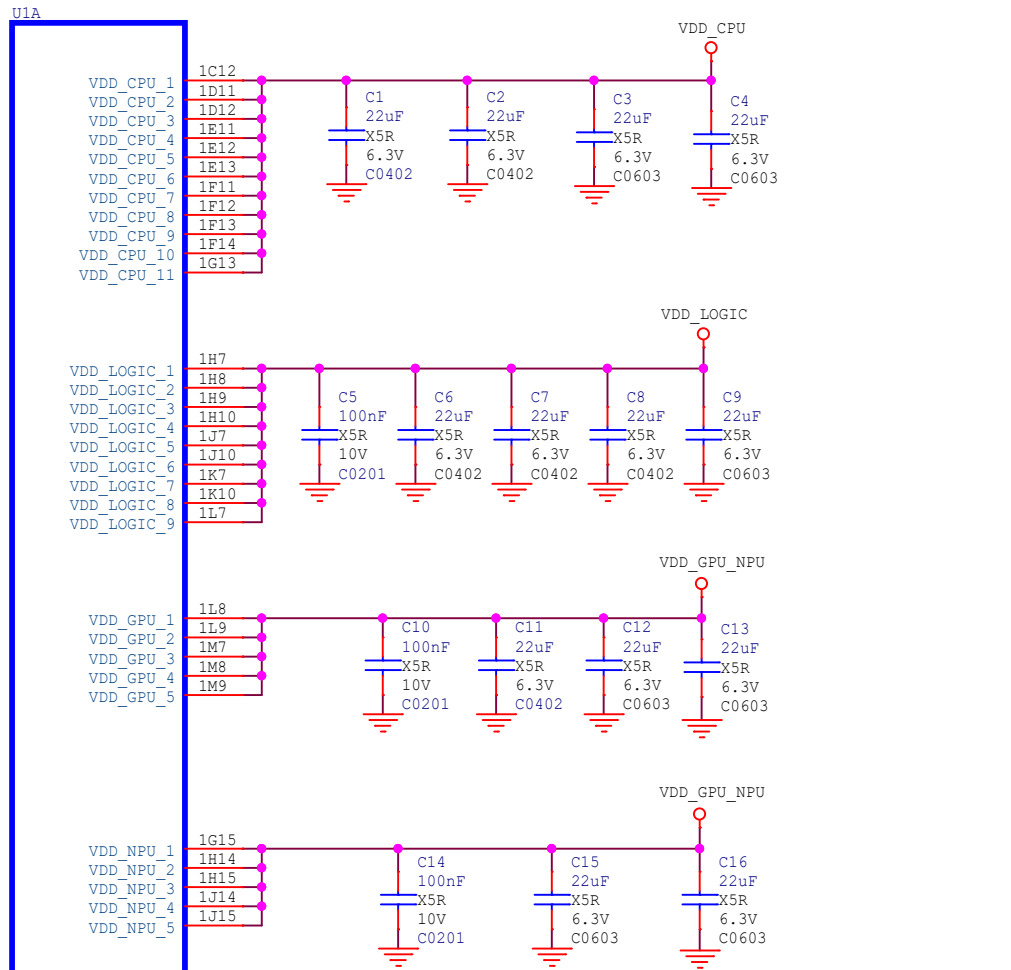 U1A
VDD_CPU
VDD_CPU_1 1C12
VDD_CPU_2 1D11
VDD_CPU_3 1D12
VDD_CPU_4 1E11
VDD_CPU_5 1E12
VDD_CPU_6 1E13
VDD_CPU_7 1F11
VDD_CPU_8 1F12
VDD_CPU_9 1F13
VDD_CPU_10 1F14
VDD_CPU_11 1G13
C1
22uF
X5R
6.3V
C0402
C2
22uF
X5R
6.3V
C0402
C3
22uF
X5R
6.3V
C0603
C4
22uF
X5R
6.3V
C0603
VDD_LOGIC
VDD_LOGIC_1 1H7
VDD_LOGIC_2 1H8
VDD_LOGIC_3 1H9
VDD_LOGIC_4 1H10
VDD_LOGIC_5 1J7
VDD_LOGIC_6 1J10
VDD_LOGIC_7 1K7
VDD_LOGIC_8 1K10
VDD_LOGIC_9 1L7
C5
100nF
X5R
10V
C0201
C6
22uF
X5R
6.3V
C0402
C7
22uF
X5R
6.3V
C0402
C8
22uF
X5R
6.3V
C0402
C9
22uF
X5R
6.3V
C0603
VDD_GPU_NPU
VDD_GPU_1 1L8
VDD_GPU_2 1L9
VDD_GPU_3 1M7
VDD_GPU_4 1M8
VDD_GPU_5 1M9
C10
100nF
X5R
10V
C0201
C11
22uF
X5R
6.3V
C0402
C12
22uF
X5R
6.3V
C0603
C13
22uF
X5R
6.3V
C0603
VDD_GPU_NPU
VDD_NPU_1 1G15
VDD_NPU_2 1H14
VDD_NPU_3 1H15
VDD_NPU_4 1J14
VDD_NPU_5 1J15
C14
100nF
X5R
10V
C0201
C15
22uF
X5R
6.3V
C0603
C16
22uF
X5R
6.3V
C0603